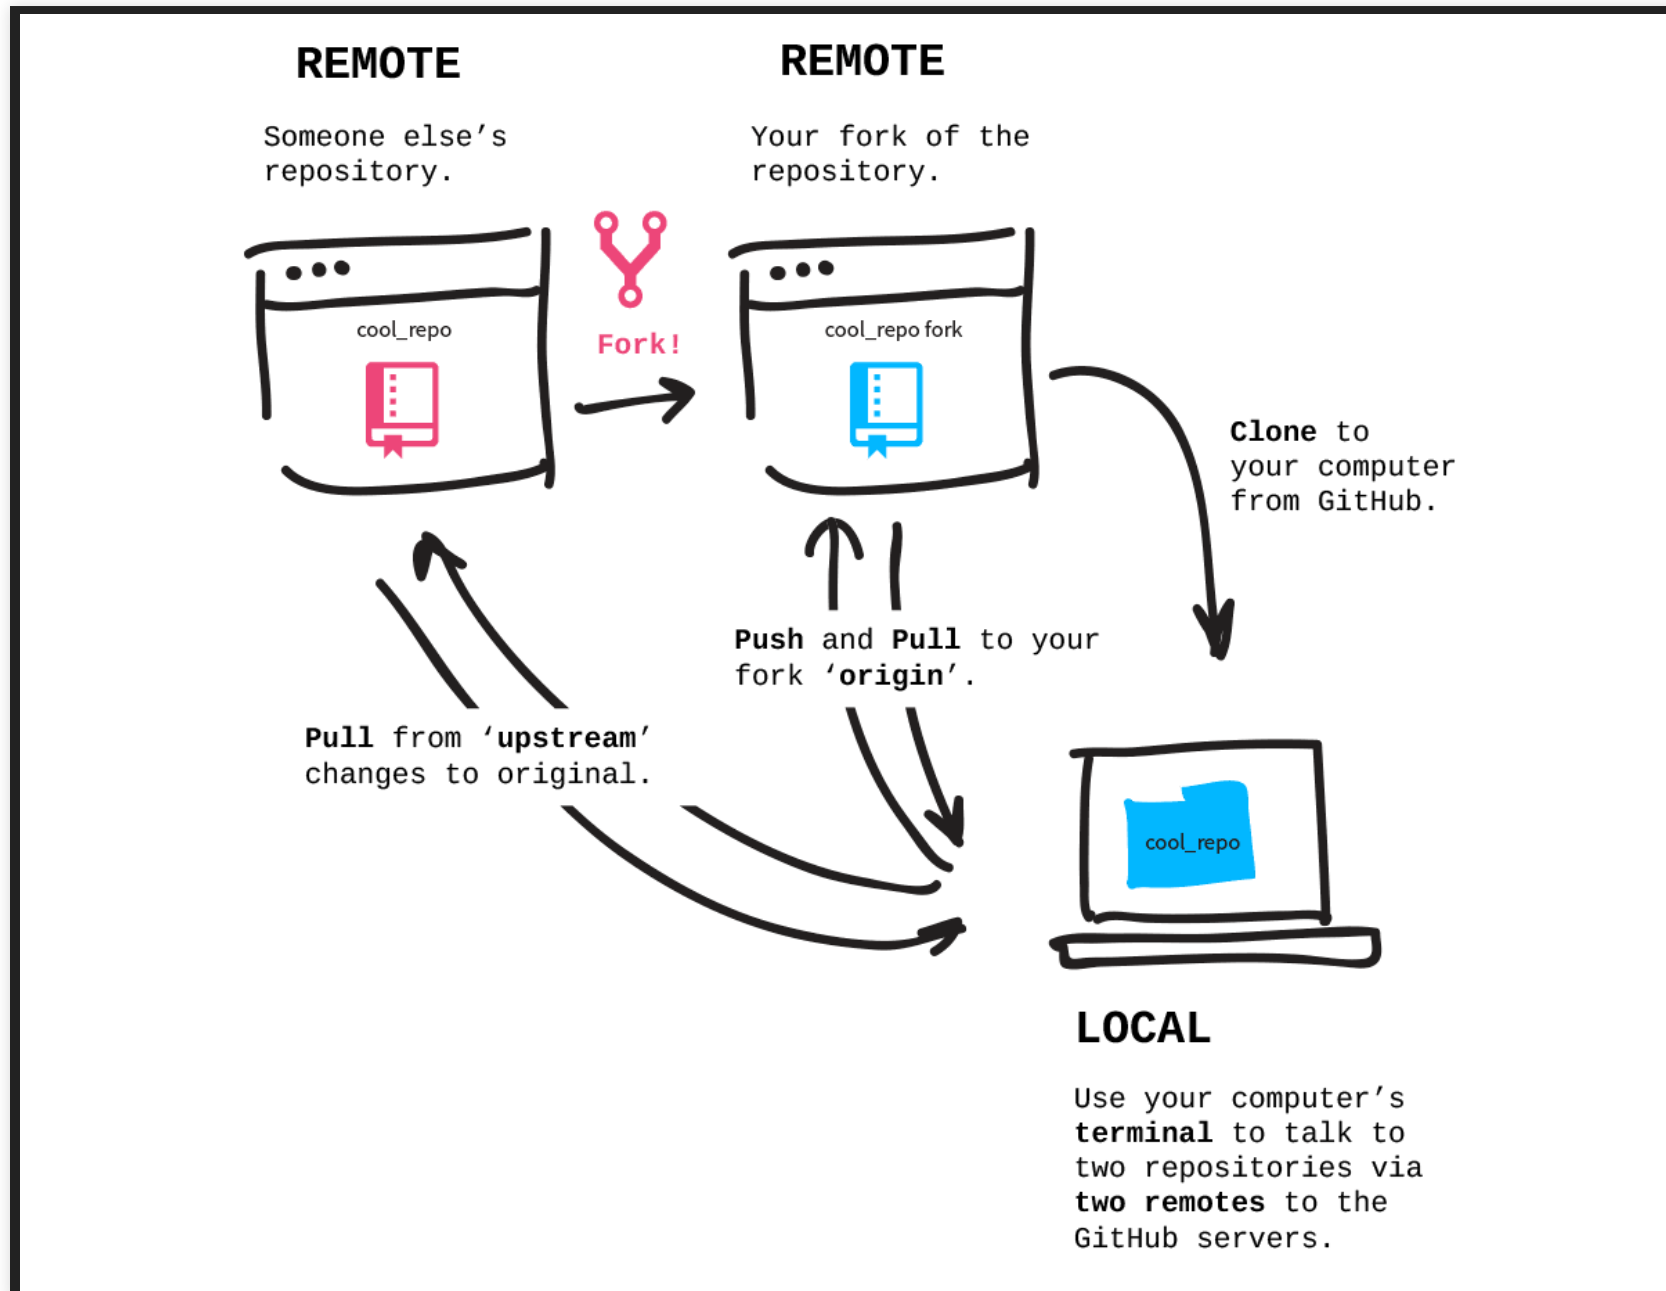 REMOTE
Someone else’s
repository.
REMOTE
Your fork of the
repository.
cool_repo
Fork!
cool_repo fork
Clone to
your computer
from GitHub.
Push and Pull to your
fork ‘origin’.
Pull from ‘upstream’
changes to original.
cool_repo
LOCAL
Use your computer’s
terminal to talk to
two repositories via
two remotes to the
GitHub servers.